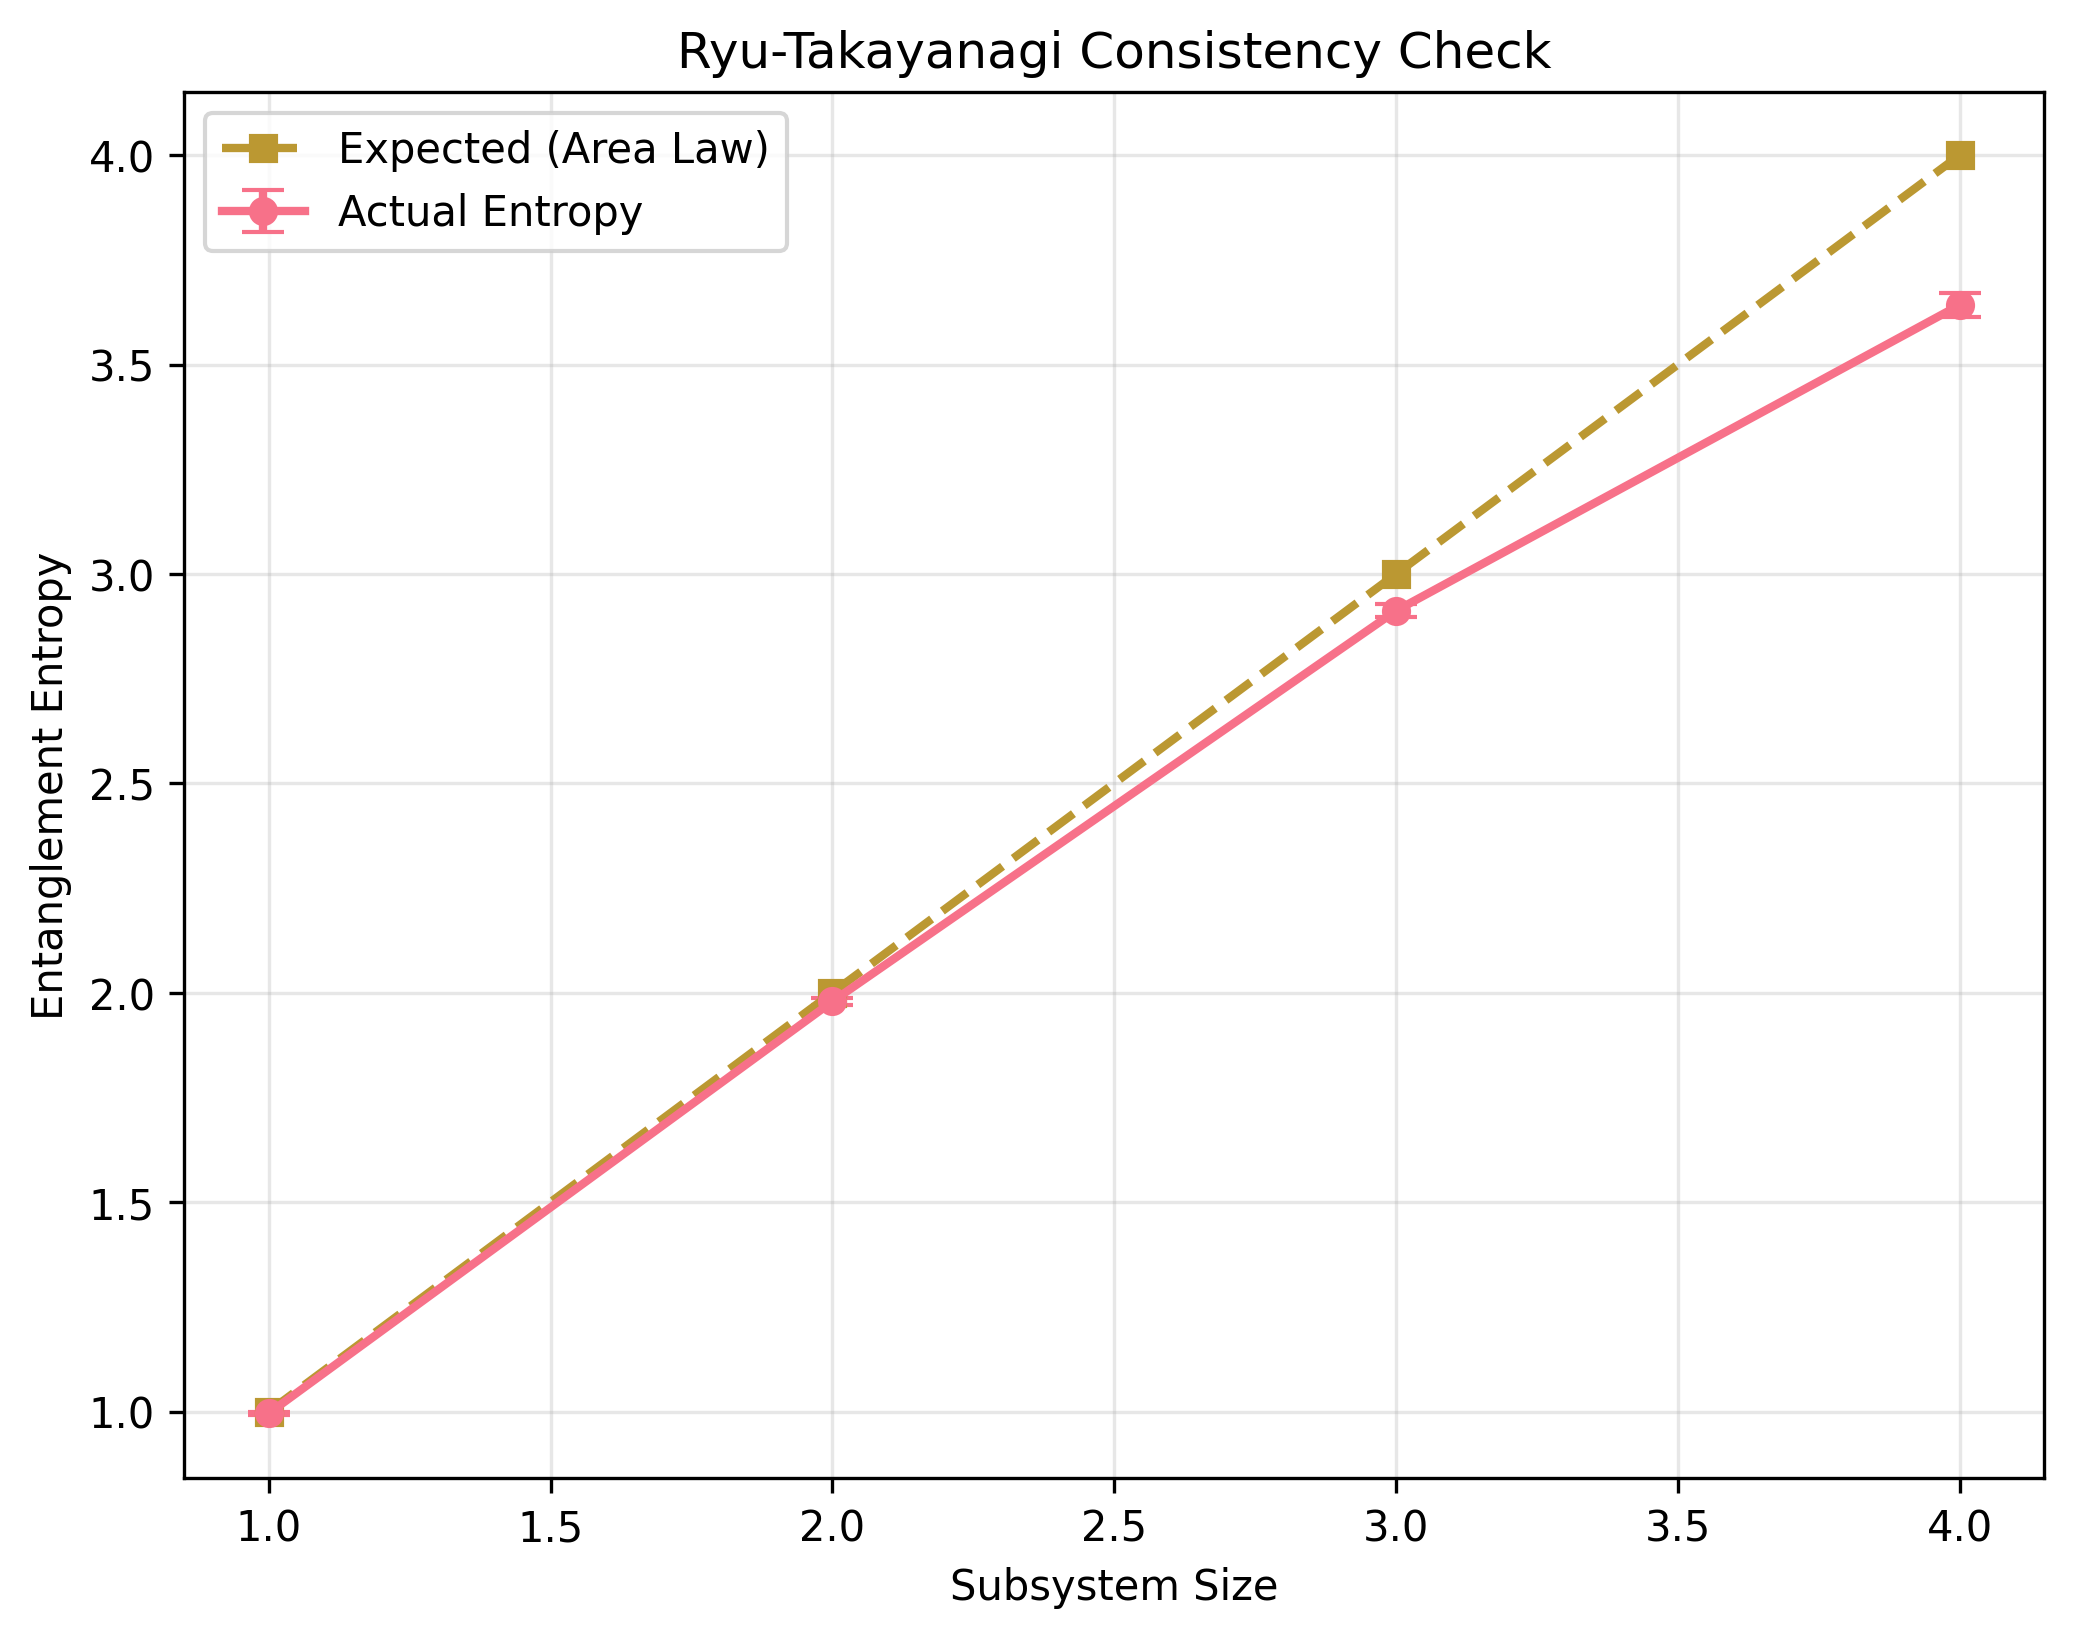 Ryu-Takayanagi Consistency Check
Expected (Area Law)
Actual Entropy
4.0
3.5
3.0
2.5
2.0
1.5
1.0
Entanglement Entropy
1.0 1.5 2.0 2.5 3.0 3.5 4.0
Subsystem Size